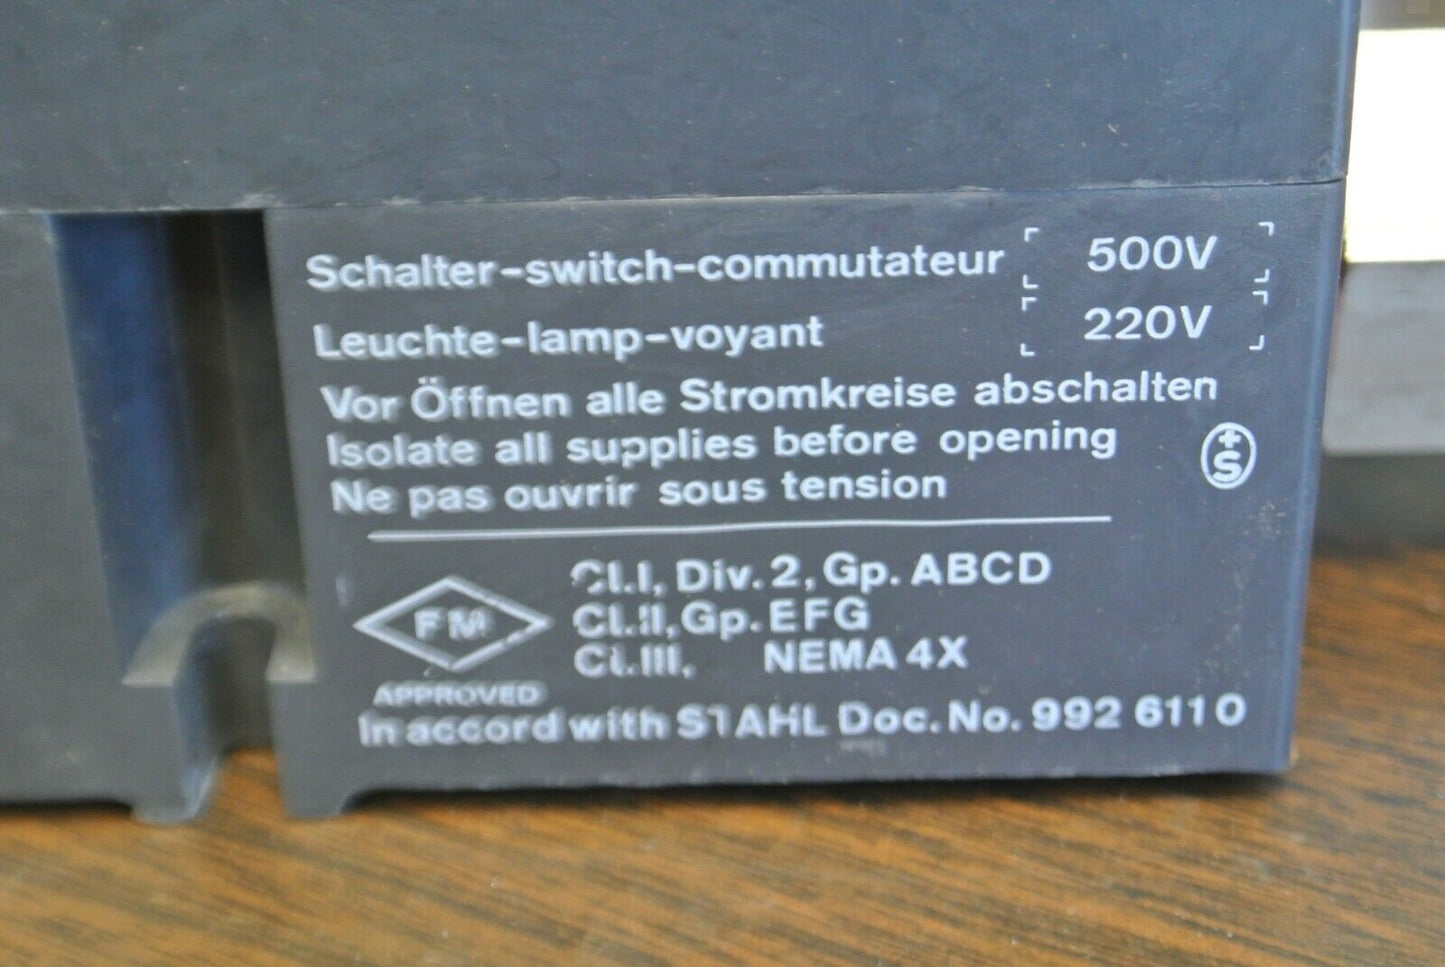 Schalter-switch-commutateur 500V
Leuchte-lamp-voyant 220V
Vor Öffnen alle Stromkreise abschalten
Isolate all supplies before opening
Ne pas ouvrir sous tension
+S
FM
APPROVED
Cl.I, Div.2, Gp. ABCD
Cl.II, Gp. EFG
Cl.III. NEMA 4X
In accord with STAHL Doc. No. 992 6110